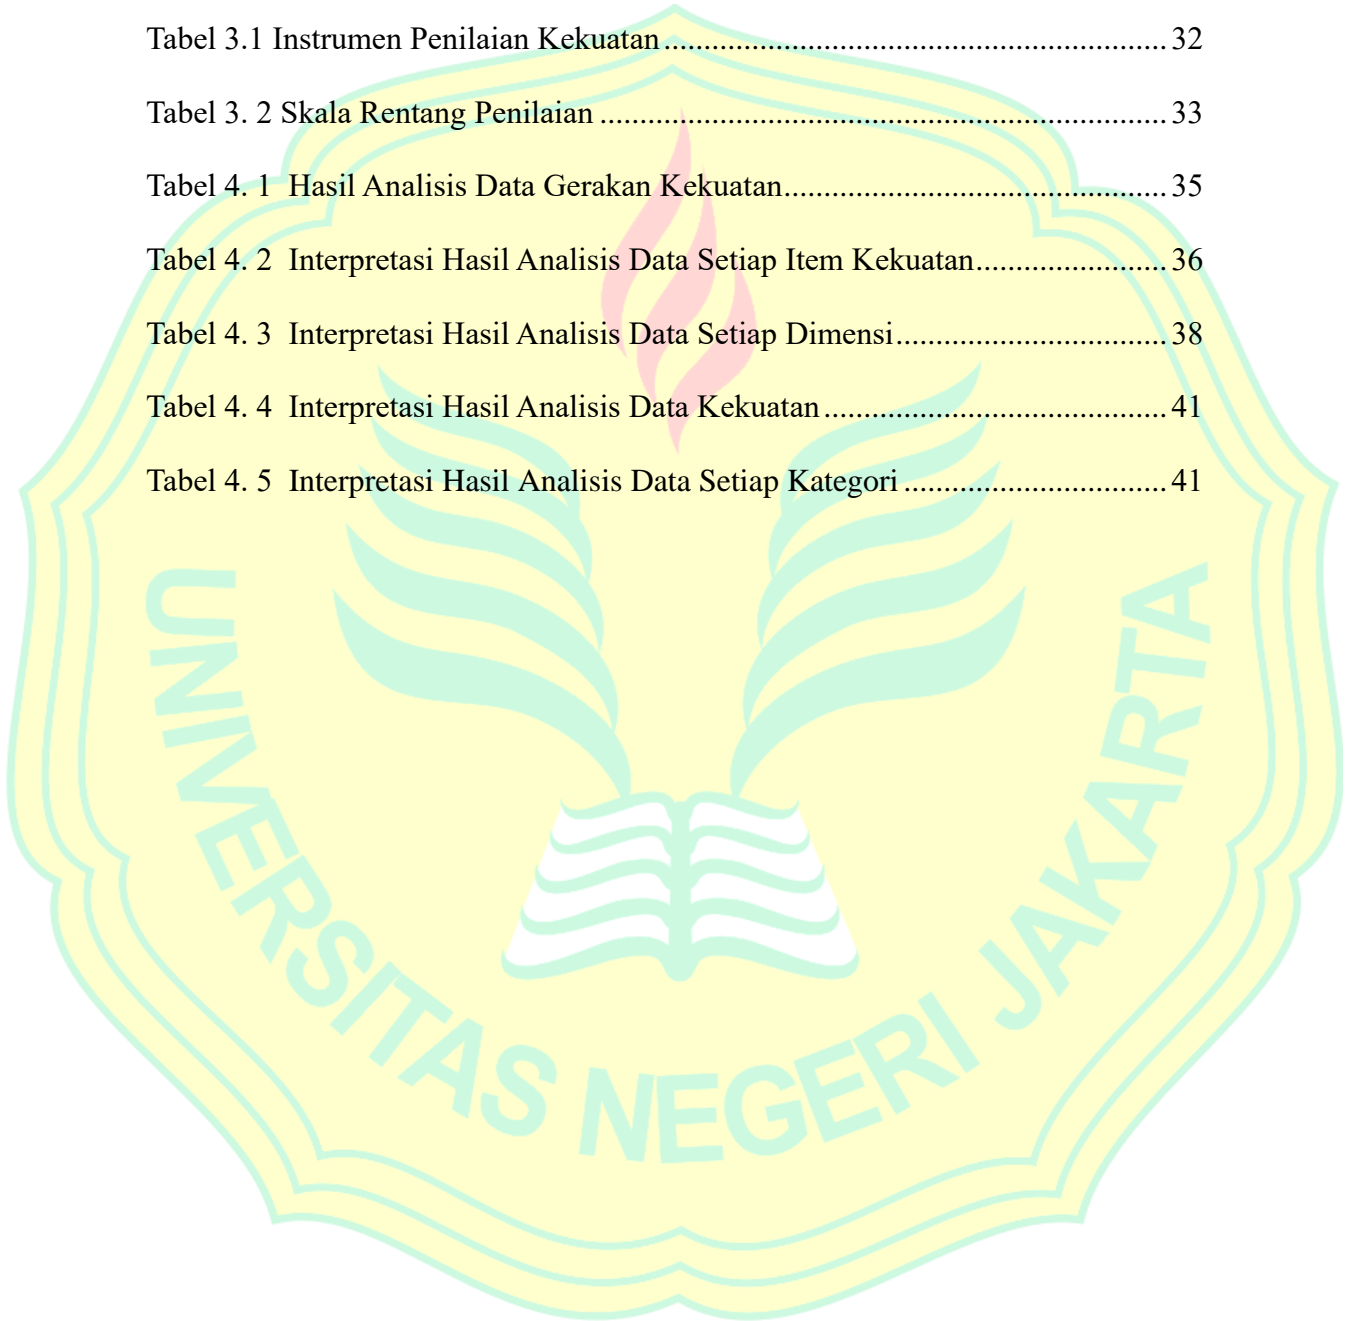 Tabel 3.1 Instrumen Penilaian Kekuatan ................................................................ 32
Tabel 3. 2 Skala Rentang Penilaian ........................................................................ 33
Tabel 4. 1  Hasil Analisis Data Gerakan Kekuatan................................................. 35
Tabel 4. 2  Interpretasi Hasil Analisis Data Setiap Item Kekuatan........................ 36
Tabel 4. 3  Interpretasi Hasil Analisis Data Setiap Dimensi.................................. 38
Tabel 4. 4  Interpretasi Hasil Analisis Data Kekuatan ........................................... 41
Tabel 4. 5  Interpretasi Hasil Analisis Data Setiap Kategori ................................. 41
UNIVERSITAS NEGERI JAKARTA